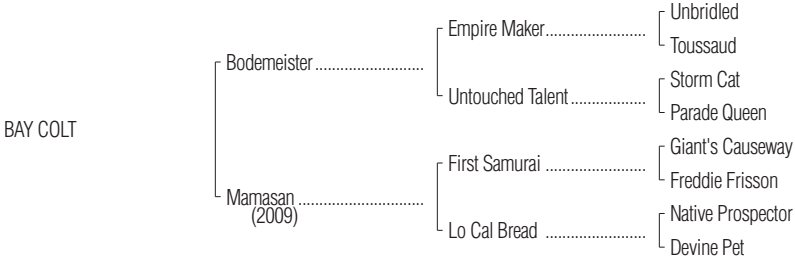 Unbridled
Empire Maker..........................
Toussaud
Bodemeister...........................
Storm Cat
Untouched Talent...................
Parade Queen
BAY COLT
Giant's Causeway
First Samurai .........................
Freddie Frisson
Mamasan ...............................
(2009)
Native Prospector
Lo Cal Bread .........................
Devine Pet